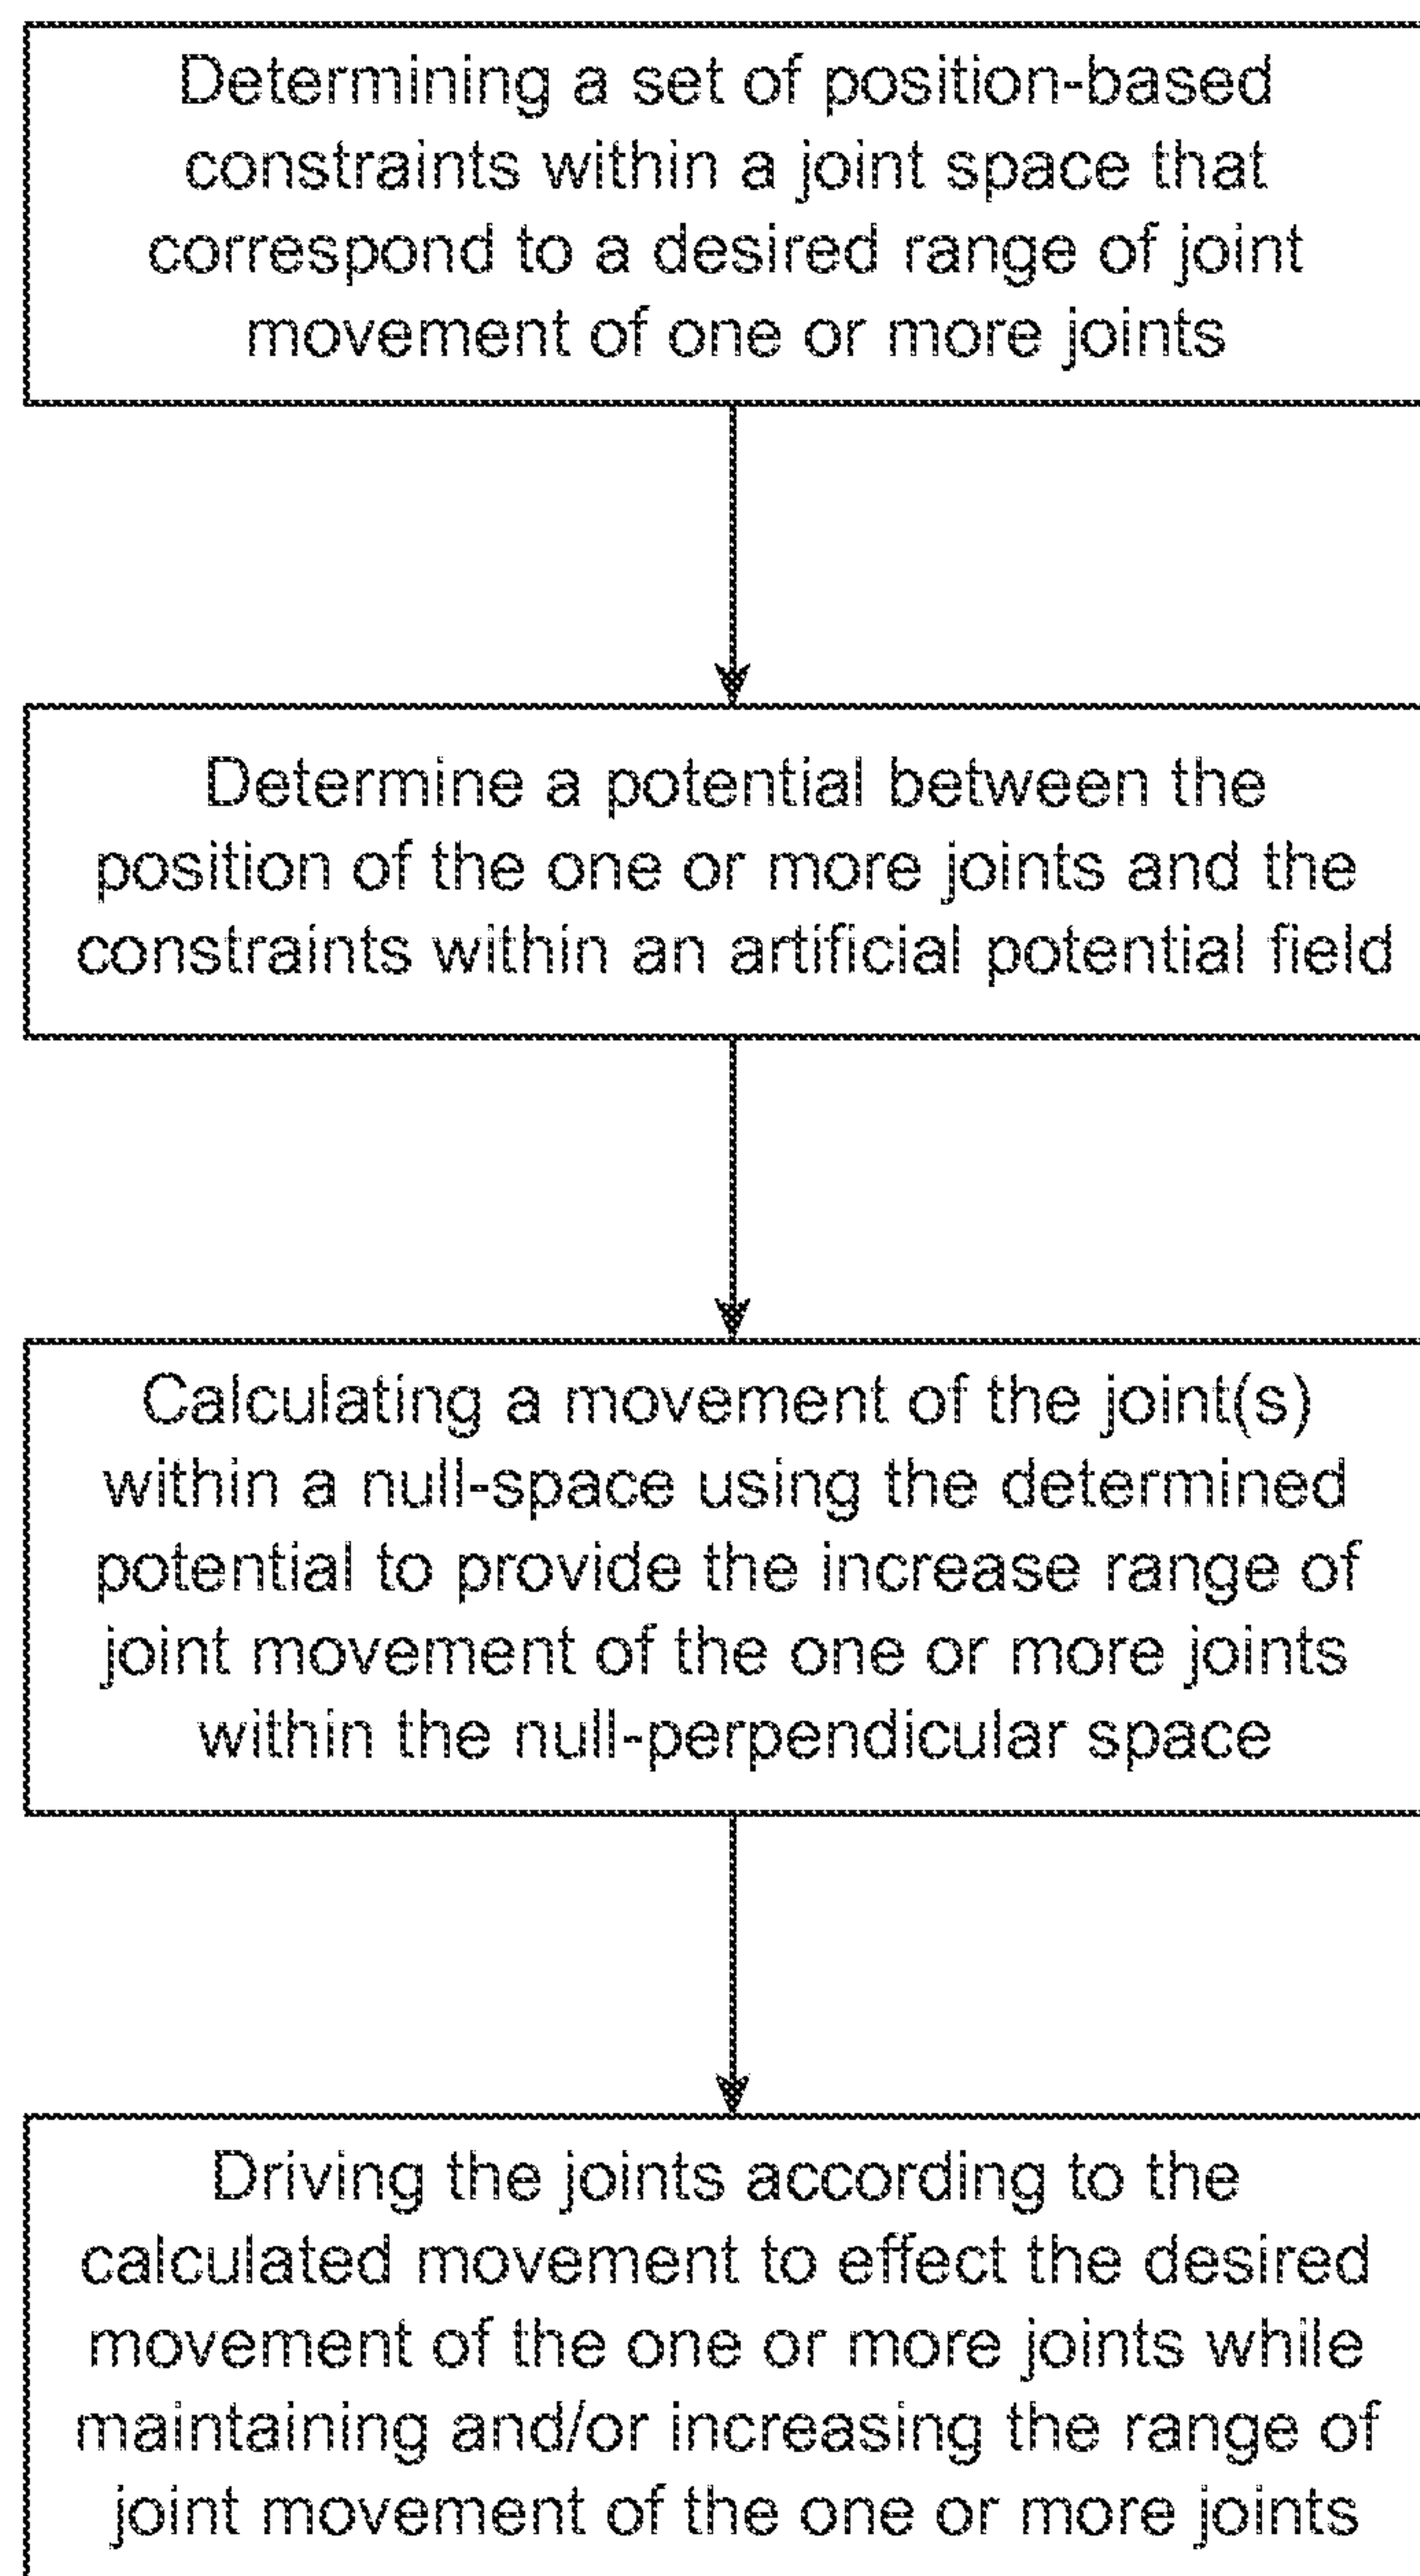 Determining a set of position-based
constraints within a joint space that
correspond to a desired range of joint
movement of one or more joints
Determine a potential between the
position of the one or more joints and the
constraints within an artificial potential field
Calculating a movement of the joint(s)
within a null-space using the determined
potential to provide the increase range of
joint movement of the one or more joints
within the null-perpendicular space
Driving the joints according to the
calculated movement to effect the desired
movement of the one or more joints while
maintaining and/or increasing the range of
joint movement of the one or more joints